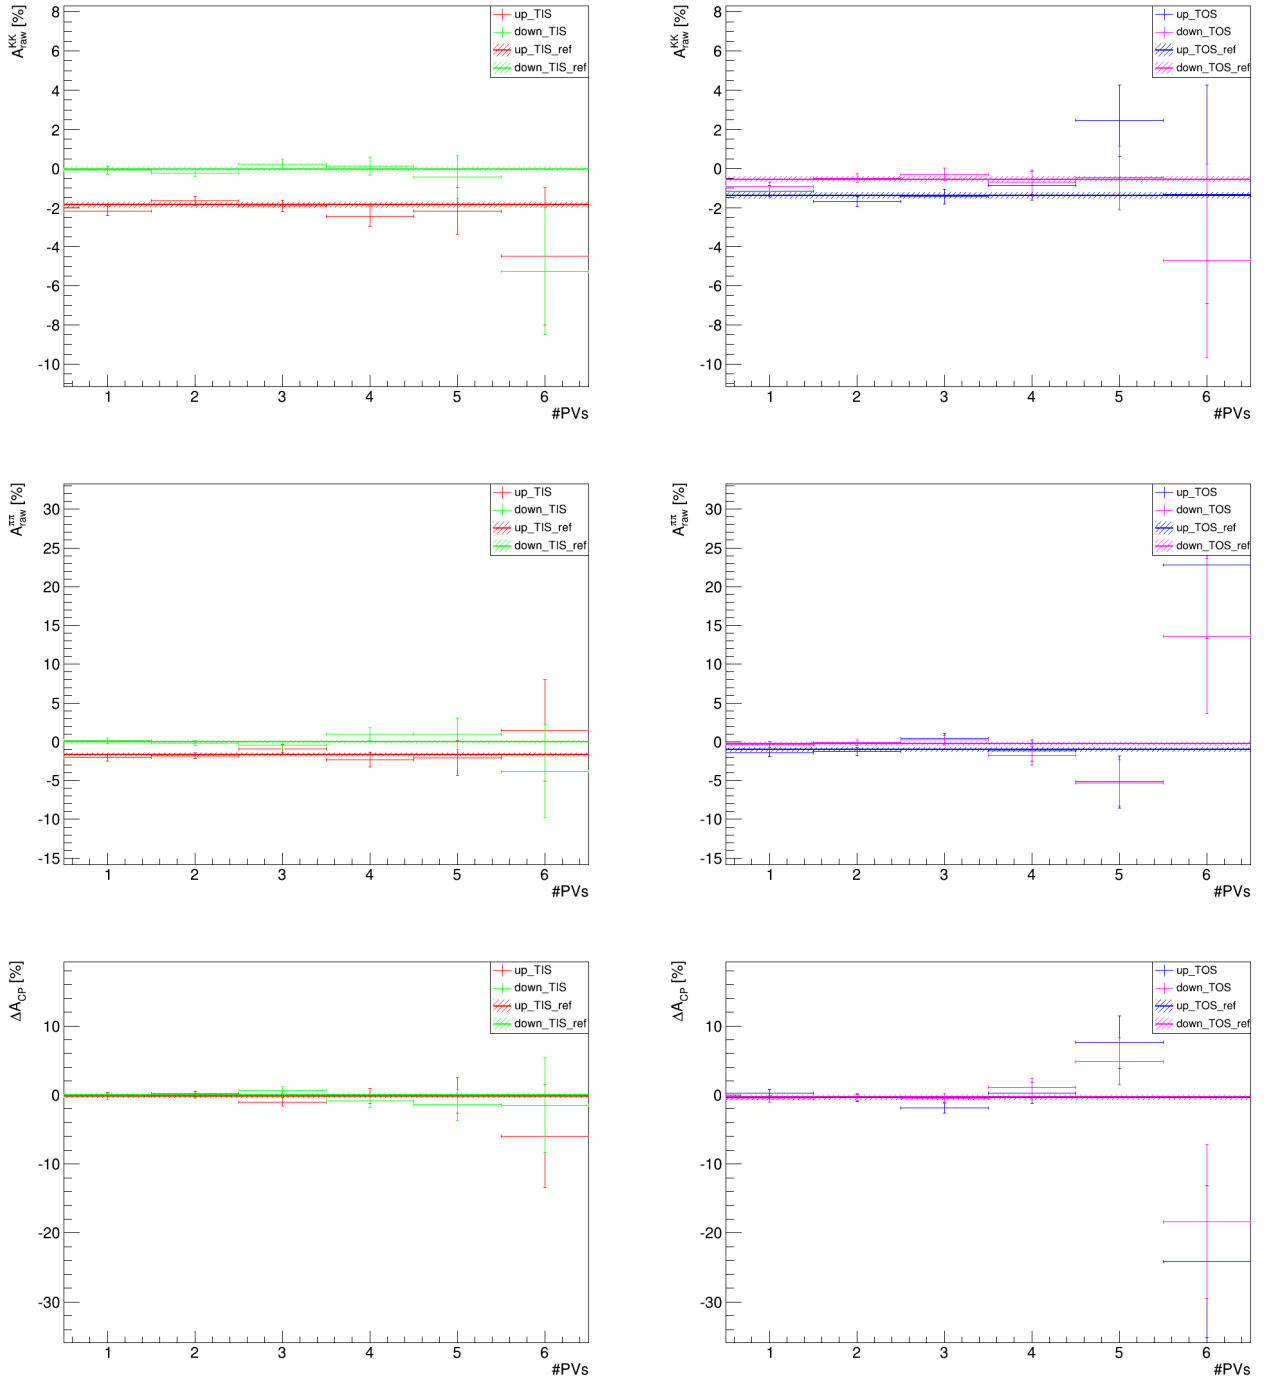 A_raw^KK [%]
up_TIS
down_TIS
up_TIS_ref
down_TIS_ref
8
6
4
2
0
-2
-4
-6
-8
-10
1 2 3 4 5 6
#PVs
A_raw^KK [%]
up_TOS
down_TOS
up_TOS_ref
down_TOS_ref
8
6
4
2
0
-2
-4
-6
-8
-10
1 2 3 4 5 6
#PVs
A_raw^ππ [%]
up_TIS
down_TIS
up_TIS_ref
down_TIS_ref
30
25
20
15
10
5
0
-5
-10
-15
1 2 3 4 5 6
#PVs
A_raw^ππ [%]
up_TOS
down_TOS
up_TOS_ref
down_TOS_ref
30
25
20
15
10
5
0
-5
-10
-15
1 2 3 4 5 6
#PVs
ΔA_CP [%]
up_TIS
down_TIS
up_TIS_ref
down_TIS_ref
10
0
-10
-20
-30
1 2 3 4 5 6
#PVs
ΔA_CP [%]
up_TOS
down_TOS
up_TOS_ref
down_TOS_ref
10
0
-10
-20
-30
1 2 3 4 5 6
#PVs